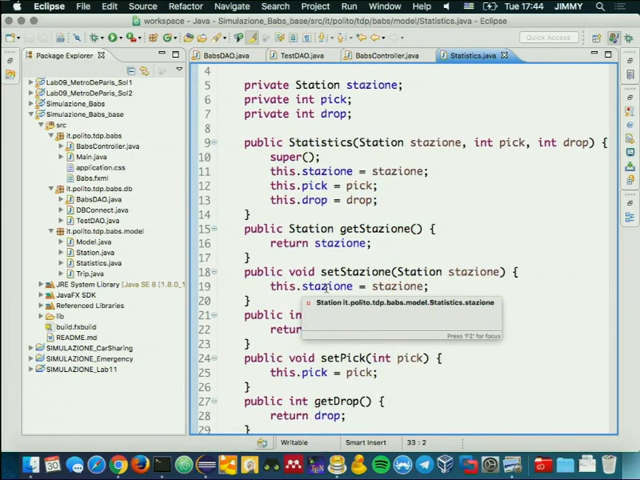 Eclipse File Edit Source Refactor Navigate Search Project Run Window Help Tue 17:44 JIMMY
workspace - Java - Simulazione_Babs_base/src/it/polito/tdp/babs/model/Statistics.java - Eclipse
Quick Access
Package Explorer
Lab09_MetroDeParis_Sol1
Lab09_MetroDeParis_Sol2
Simulazione_Babs
Simulazione_Babs_base
src
it.polito.tdp.babs
BabsController.java
Main.java
application.css
Babs.fxml
it.polito.tdp.babs.db
BabsDAO.java
DBConnect.java
TestDAO.java
it.polito.tdp.babs.model
Model.java
Station.java
Statistics.java
Trip.java
JRE System Library [Java SE 8 [1.8.0_1
JavaFX SDK
Referenced Libraries
lib
build.fxbuild
README.md
SIMULAZIONE_CarSharing
SIMULAZIONE_Emergency
SIMULAZIONE_Lab11
BabsDAO.java TestDAO.java BabsController.java Statistics.java
4
5 private Station stazione;
6 private int pick;
7 private int drop;
8
9 public Statistics(Station stazione, int pick, int drop) {
10 super();
11 this.stazione = stazione;
12 this.pick = pick;
13 this.drop = drop;
14 }
15 public Station getStazione() {
16 return stazione;
17 }
18 public void setStazione(Station stazione) {
19 this.stazione = stazione;
20 }
Station it.polito.tdp.babs.model.Statistics.stazione
Press 'F2' for focus
21 public in
22 retur
23 }
24 public void setPick(int pick) {
25 this.pick = pick;
26 }
27 public int getDrop() {
28 return drop;
29 }
Writable Smart Insert 33 : 2